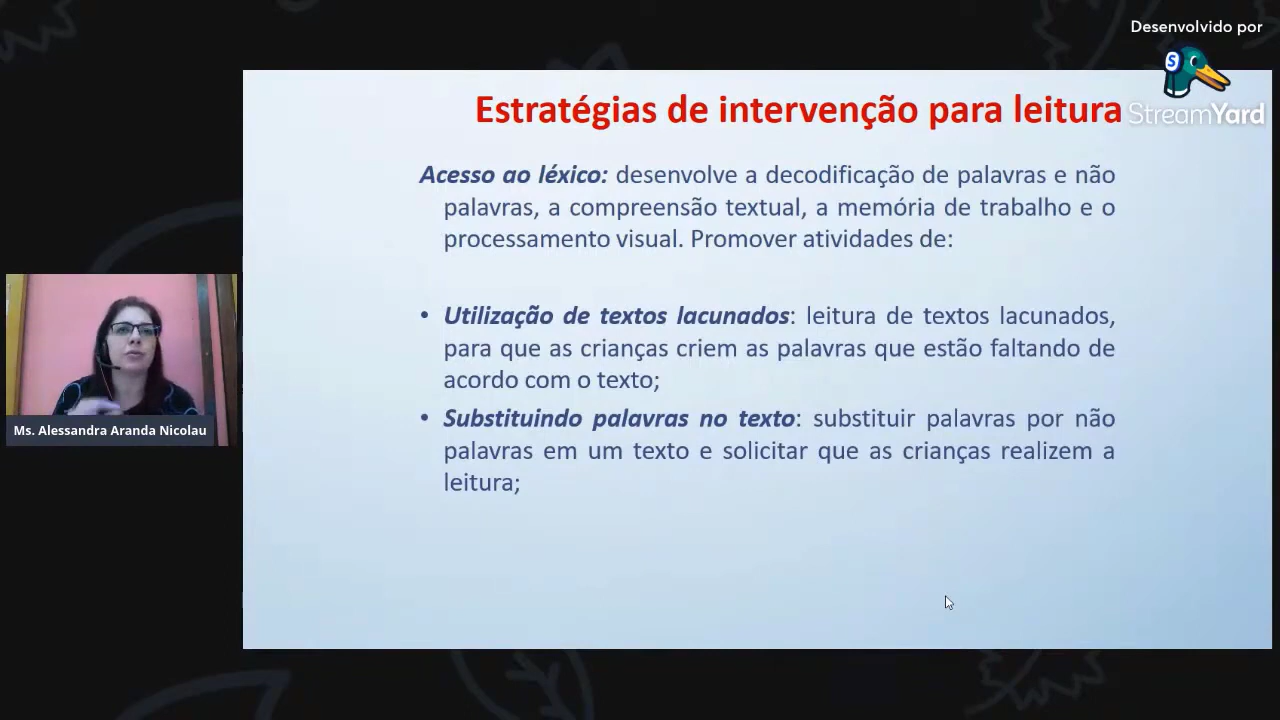 Desenvolvido por
StreamYard
Estratégias de intervenção para leitura
Acesso ao léxico: desenvolve a decodificação de palavras e não
palavras, a compreensão textual, a memória de trabalho e o
processamento visual. Promover atividades de:
• Utilização de textos lacunados: leitura de textos lacunados,
para que as crianças criem as palavras que estão faltando de
acordo com o texto;
• Substituindo palavras no texto: substituir palavras por não
palavras em um texto e solicitar que as crianças realizem a
leitura;
Ms. Alessandra Aranda Nicolau